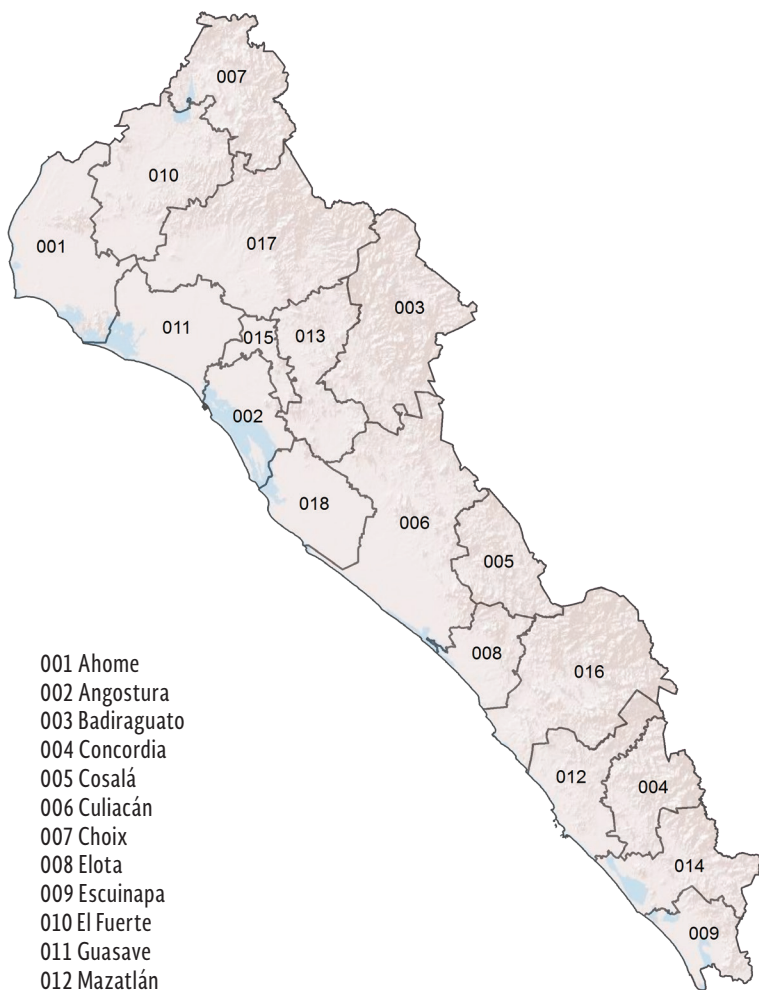 007
010
001
017
003
011
015
013
002
018
006
005
008
016
012
004
014
009
001 Ahome
002 Angostura
003 Badiraguato
004 Concordia
005 Cosalá
006 Culiacán
007 Choix
008 Elota
009 Escuinapa
010 El Fuerte
011 Guasave
012 Mazatlán